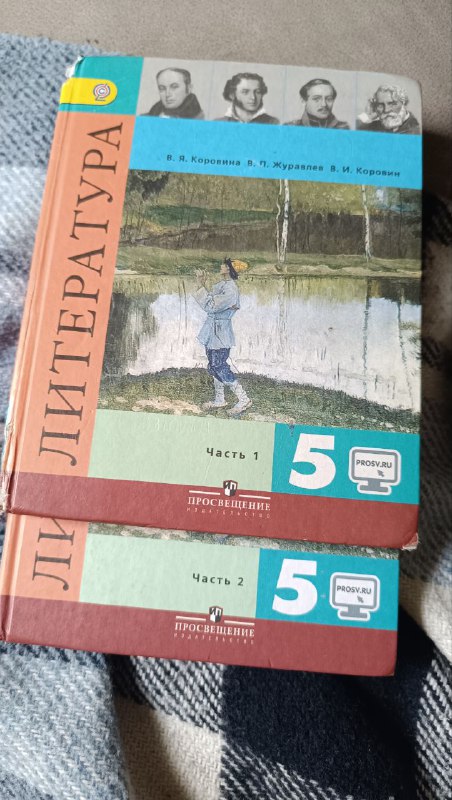 В. Я. Коровина В. П. Журавлев В. И. Коровин
ЛИТЕРАТУРА
Часть 1
5
PROSV.RU
ПРОСВЕЩЕНИЕ
ИЗДАТЕЛЬСТВО
ЛИ
Часть 2
5
PROSV.RU
ПРОСВЕЩЕНИЕ
ИЗДАТЕЛЬСТВО